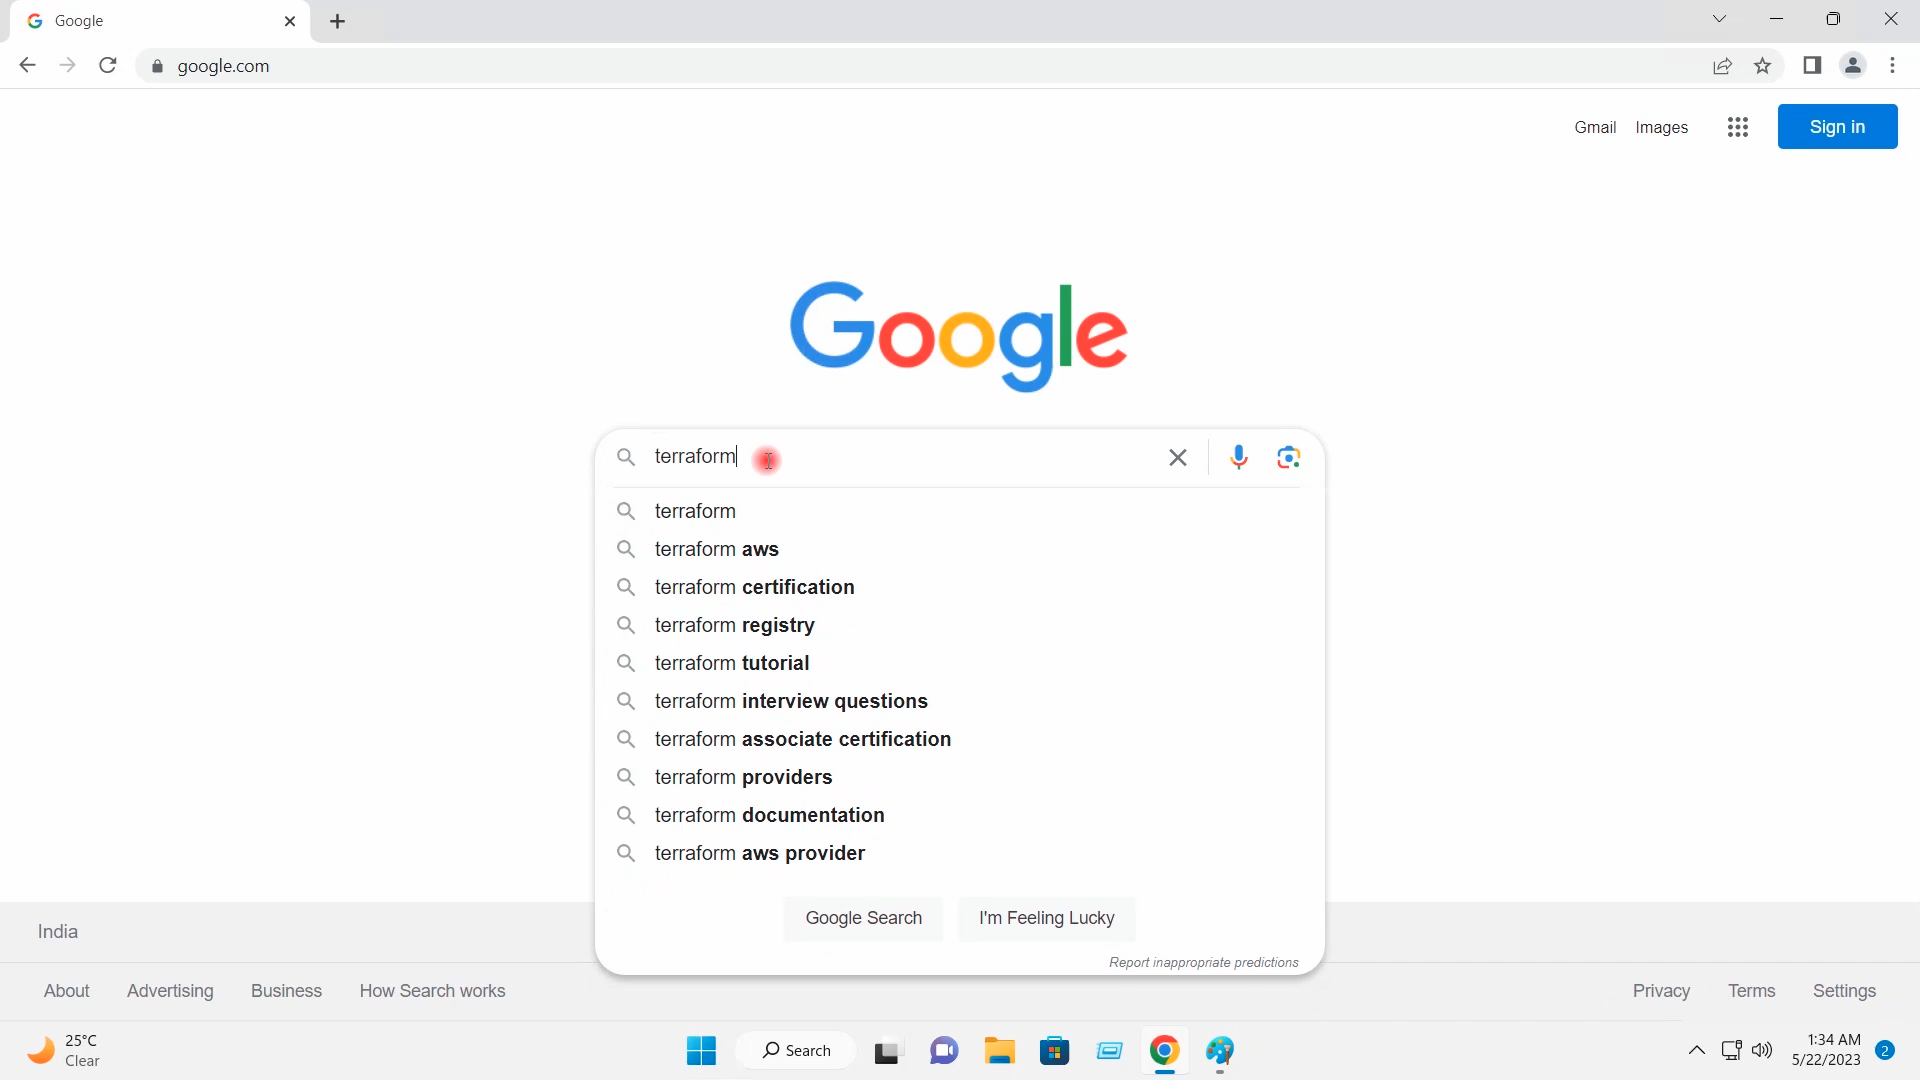 Google
google.com
Gmail Images Sign in
Google
terraform
terraform
terraform aws
terraform certification
terraform registry
terraform tutorial
terraform interview questions
terraform associate certification
terraform providers
terraform documentation
terraform aws provider
Google Search I'm Feeling Lucky
Report inappropriate predictions
India
About Advertising Business How Search works Privacy Terms Settings
25°C
Clear
Search
1:34 AM
5/22/2023
2